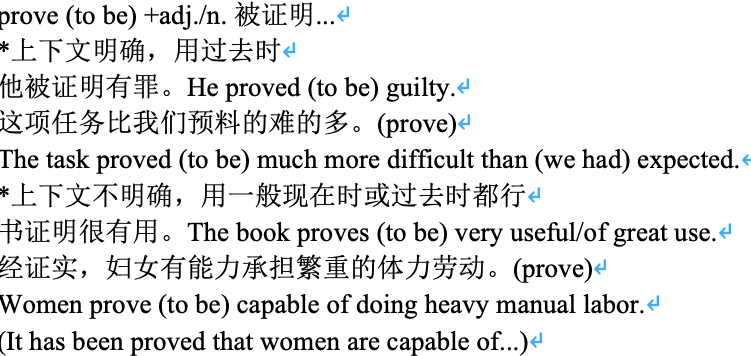 prove (to be) +adj./n. 被证明...
*上下文明确，用过去时
他被证明有罪。He proved (to be) guilty.
这项任务比我们预料的难的多。(prove)
The task proved (to be) much more difficult than (we had) expected.
*上下文不明确，用一般现在时或过去时都行
书证明很有用。The book proves (to be) very useful/of great use.
经证实，妇女有能力承担繁重的体力劳动。(prove)
Women prove (to be) capable of doing heavy manual labor.
(It has been proved that women are capable of...)